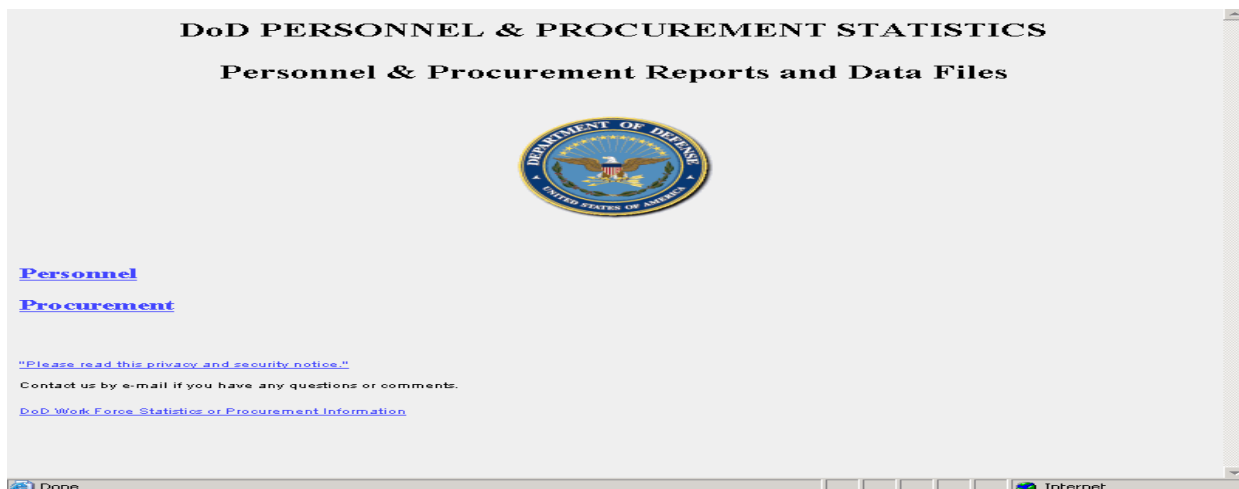 DoD PERSONNEL & PROCUREMENT STATISTICS
Personnel & Procurement Reports and Data Files
DEPARTMENT OF DEFENSE
UNITED STATES OF AMERICA
Personnel
Procurement
"Please read this privacy and security notice."
Contact us by e-mail if you have any questions or comments.
DoD Work Force Statistics or Procurement Information
Done
Internet